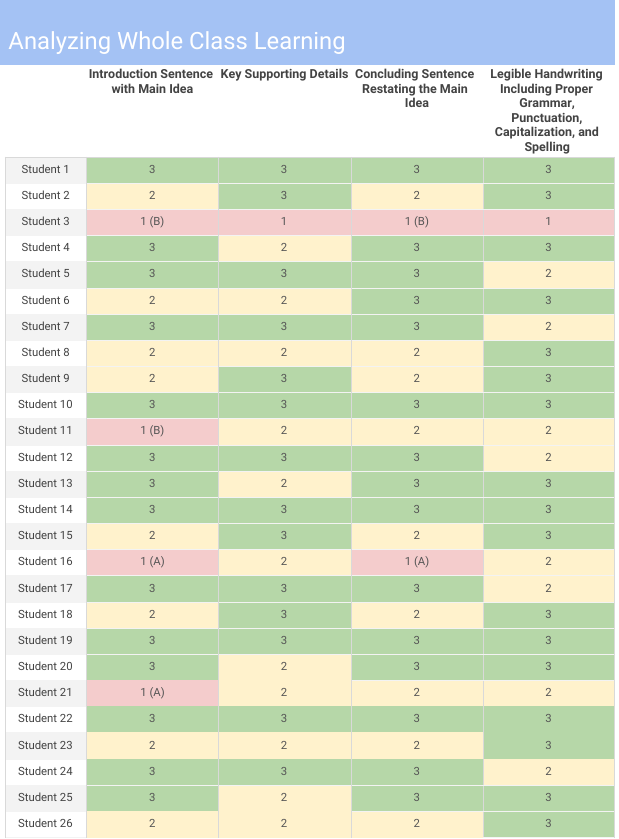 Analyzing Whole Class Learning
Introduction Sentence Key Supporting Details Concluding Sentence Legible Handwriting
with Main Idea Restating the Main Including Proper
Idea Grammar,
Punctuation,
Capitalization, and
Spelling
Student 1 3 3 3 3
Student 2 2 3 2 3
Student 3 1 (B) 1 1 (B) 1
Student 4 3 2 3 3
Student 5 3 3 3 2
Student 6 2 2 3 3
Student 7 3 3 3 2
Student 8 2 2 2 3
Student 9 2 3 2 3
Student 10 3 3 3 3
Student 11 1 (B) 2 2 2
Student 12 3 3 3 2
Student 13 3 2 3 3
Student 14 3 3 3 3
Student 15 2 3 2 3
Student 16 1 (A) 2 1 (A) 2
Student 17 3 3 3 2
Student 18 2 3 2 3
Student 19 3 3 3 3
Student 20 3 2 3 3
Student 21 1 (A) 2 2 2
Student 22 3 3 3 3
Student 23 2 2 2 3
Student 24 3 3 3 2
Student 25 3 2 3 3
Student 26 2 2 2 3